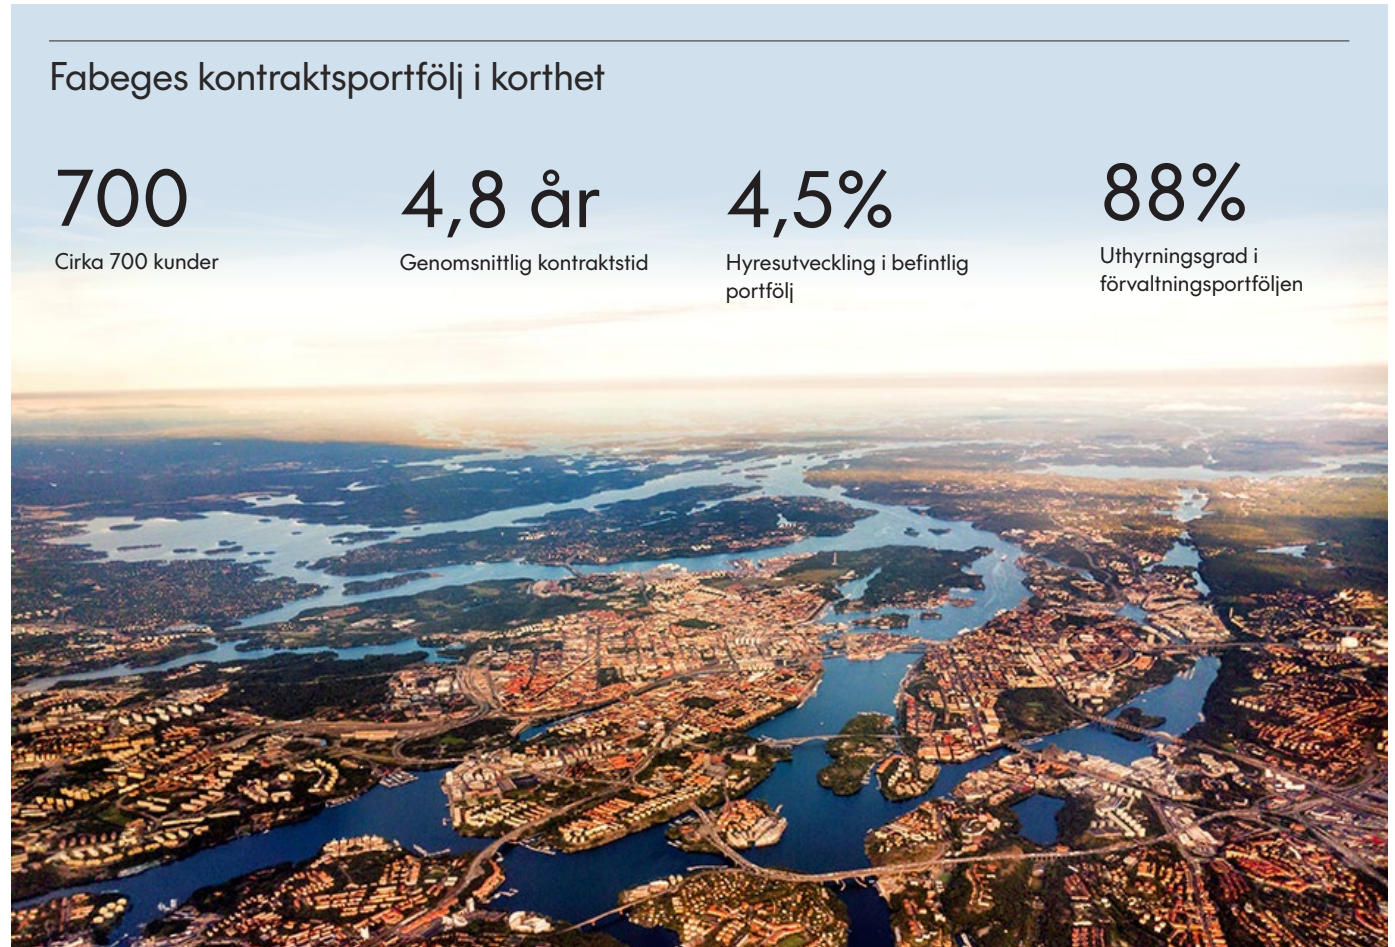 Fabeges kontraktsportfölj i korthet
700
Cirka 700 kunder
4,8 år
Genomsnittlig kontraktstid
4,5%
Hyresutveckling i befintlig
portfölj
88%
Uthyrningsgrad i
förvaltningsportföljen